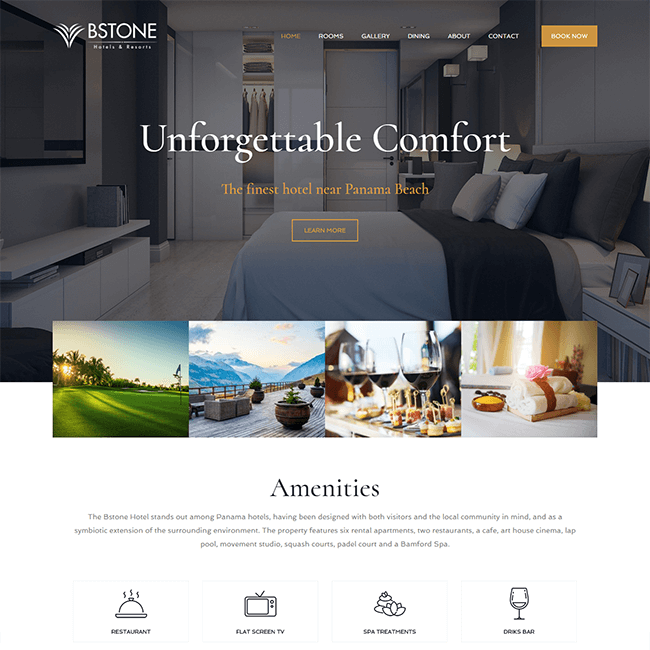 BSTONE
Hotels & Resorts
HOME ROOMS GALLERY DINING ABOUT CONTACT BOOK NOW
Unforgettable Comfort
The finest hotel near Panama Beach
LEARN MORE
Amenities
The Bstone Hotel stands out among Panama hotels, having been designed with both visitors and the local community in mind, and as a
symbiotic extension of the surrounding environment. The property features six rental apartments, two restaurants, a cafe, art house cinema, lap
pool, movement studio, squash courts, padel court and a Bamford Spa.
RESTAURANT FLAT SCREEN TV SPA TREATMENTS DRIKS BAR